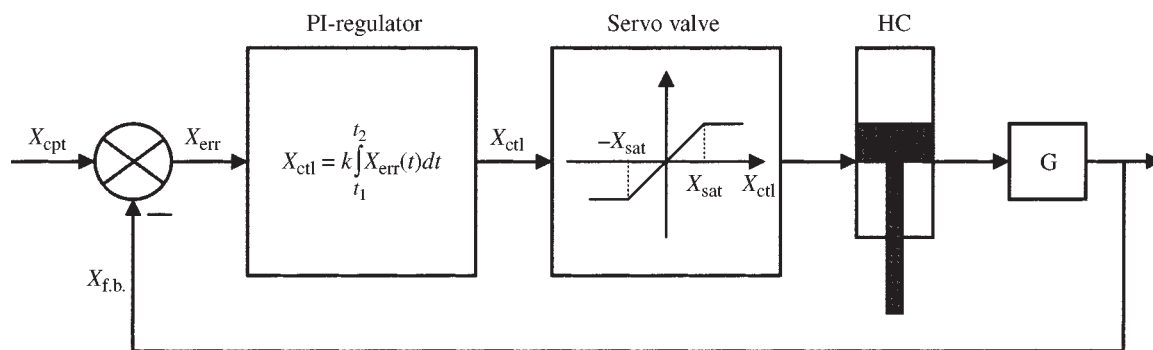 PI-regulator
Servo valve
HC
X_cpt
X_err
X_ctl = k∫_{t_1}^{t_2} X_err(t)dt
X_ctl
−X_sat
X_sat
X_ctl
G
−
X_f.b.